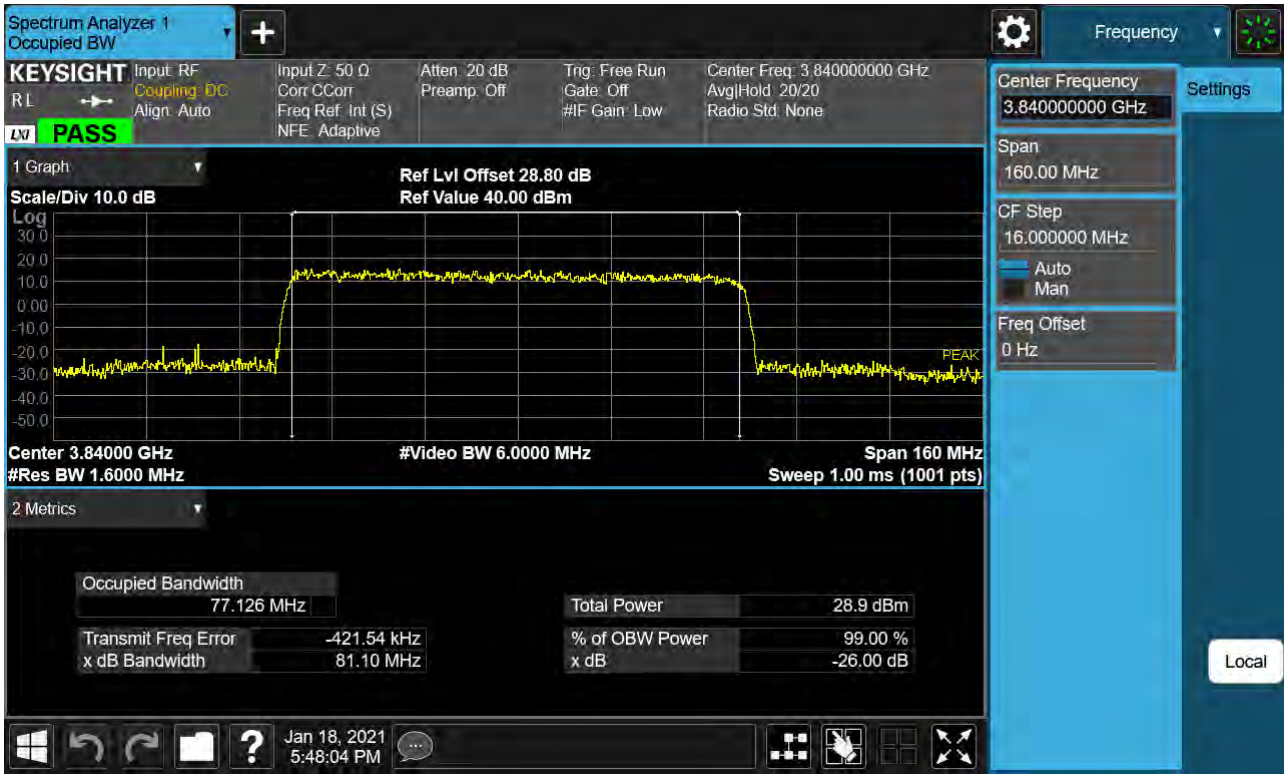 Spectrum Analyzer 1
Occupied BW
Frequency
KEYSIGHT
RL
LXI
PASS
Input: RF
Coupling: DC
Align: Auto
Input Z: 50 Ω
Corr CCorr
Freq Ref: Int (S)
NFE: Adaptive
Atten: 20 dB
Preamp: Off
Trig: Free Run
Gate: Off
#IF Gain: Low
Center Freq: 3.840000000 GHz
Avg|Hold: 20/20
Radio Std: None
Center Frequency
3.840000000 GHz
Settings
Span
160.00 MHz
CF Step
16.000000 MHz
Auto
Man
Freq Offset
0 Hz
1 Graph
Scale/Div 10.0 dB
Ref Lvl Offset 28.80 dB
Ref Value 40.00 dBm
Log
30.0
20.0
10.0
0.00
-10.0
-20.0
-30.0
-40.0
-50.0
PEAK
Center 3.84000 GHz
#Video BW 6.0000 MHz
Span 160 MHz
#Res BW 1.6000 MHz
Sweep 1.00 ms (1001 pts)
2 Metrics
Occupied Bandwidth
77.126 MHz
Total Power 28.9 dBm
Transmit Freq Error -421.54 kHz
% of OBW Power 99.00 %
x dB Bandwidth 81.10 MHz
x dB -26.00 dB
Local
?
Jan 18, 2021
5:48:04 PM